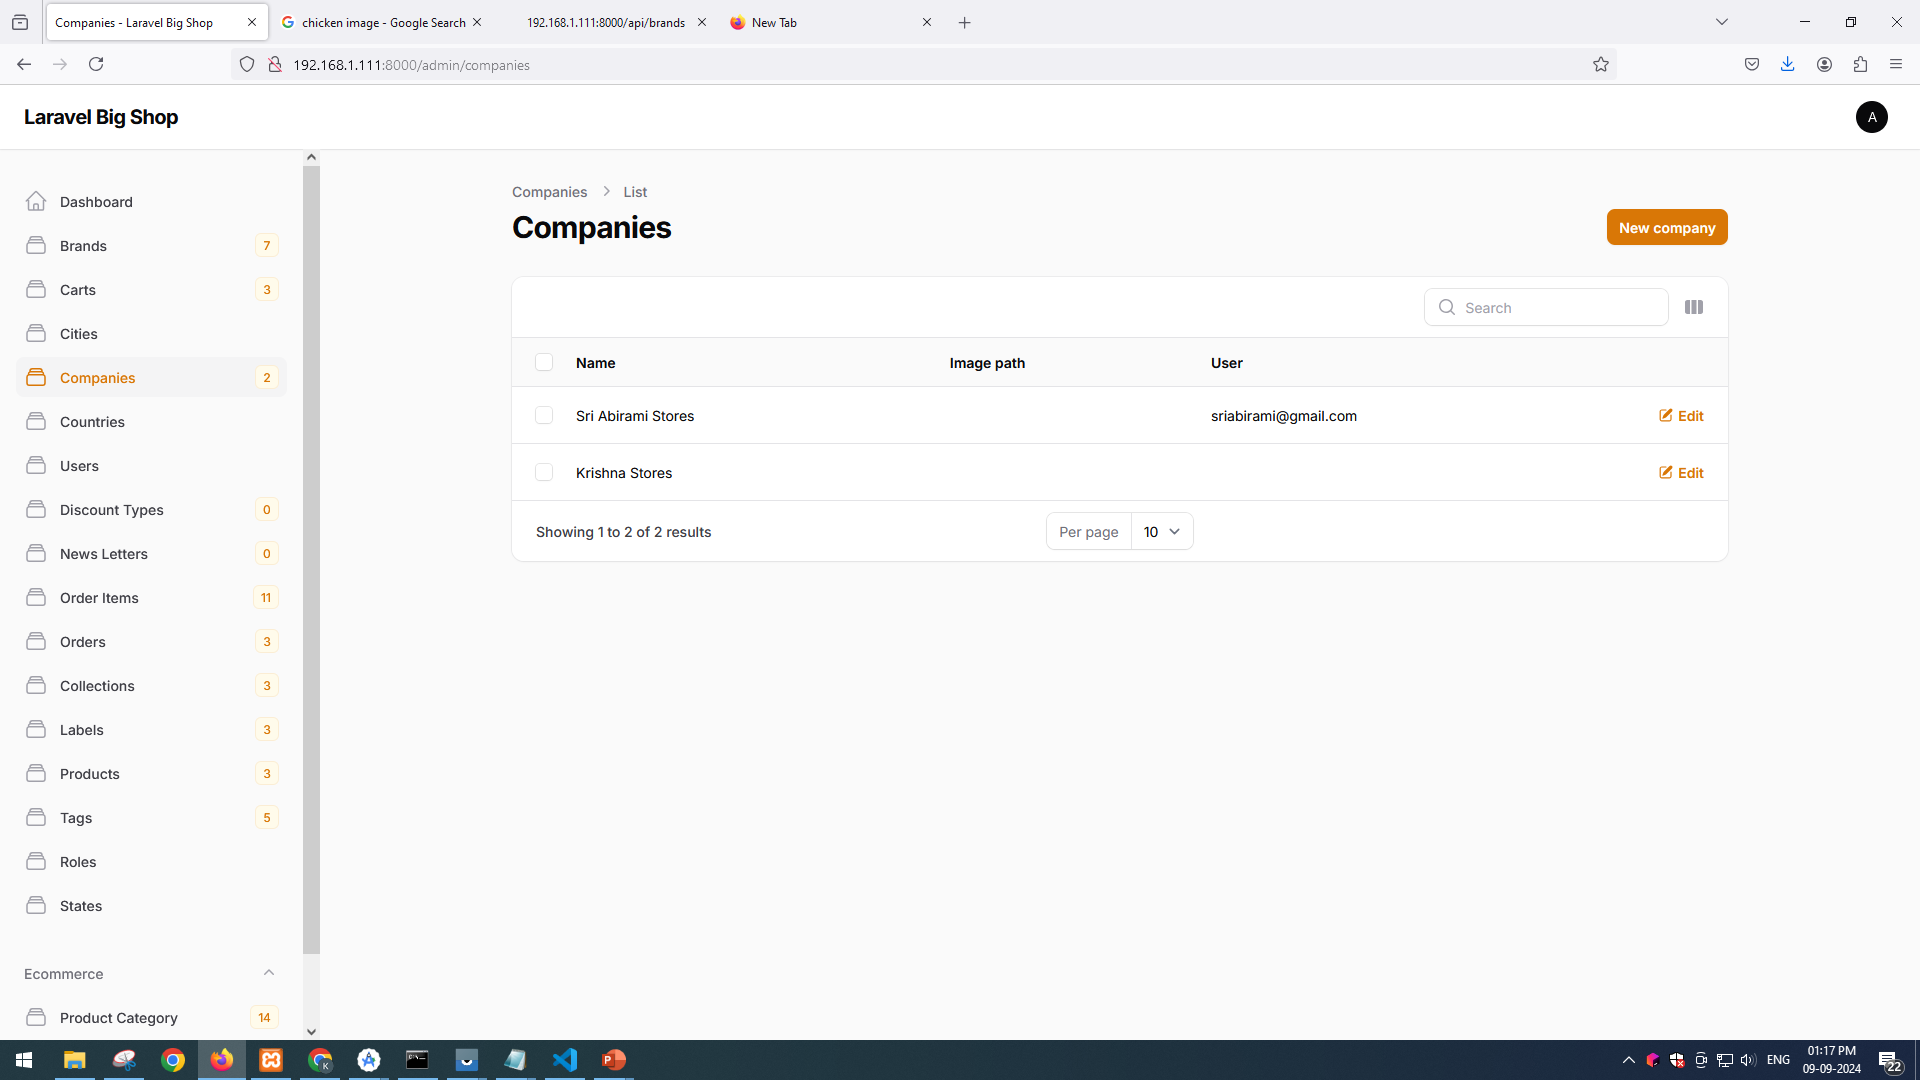 Companies - Laravel Big Shop
chicken image - Google Search
192.168.1.111:8000/api/brands
New Tab
192.168.1.111:8000/admin/companies
Laravel Big Shop
A
Dashboard
Brands 7
Carts 3
Cities
Companies 2
Countries
Users
Discount Types 0
News Letters 0
Order Items 11
Orders 3
Collections 3
Labels 3
Products 3
Tags 5
Roles
States
Ecommerce
Product Category 14
Companies List
Companies
New company
Search
Name Image path User
Sri Abirami Stores sriabirami@gmail.com Edit
Krishna Stores Edit
Showing 1 to 2 of 2 results
Per page 10
K
ENG
01:17 PM
09-09-2024
22